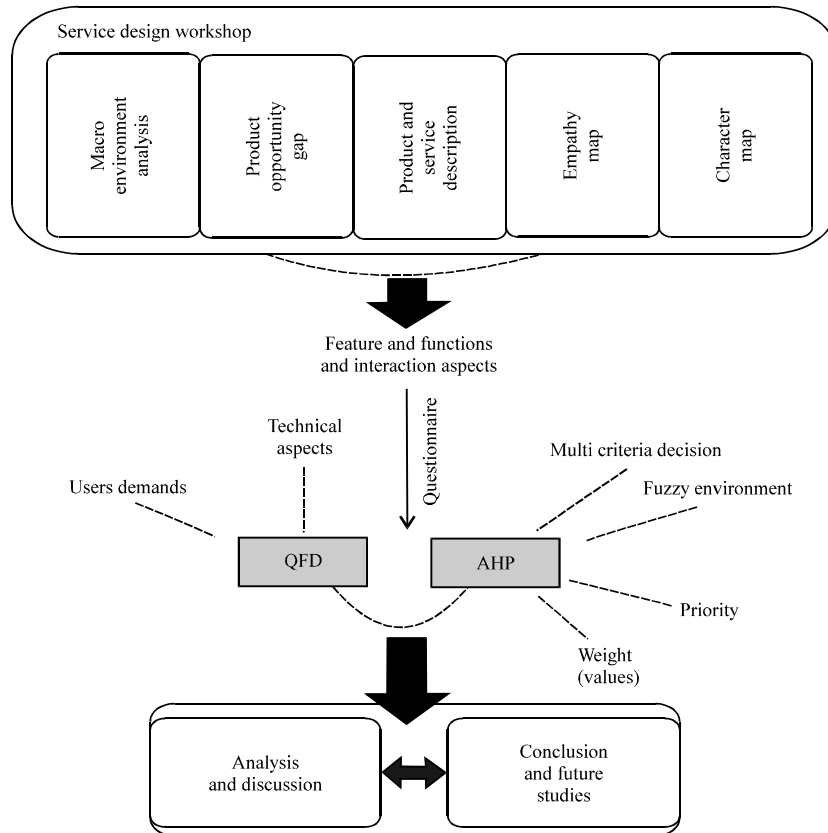 Service design workshop
Macro
environment
analysis
Product
opportunity
gap
Product and
service
description
Empathy
map
Character
map
Feature and functions
and interaction aspects
Questionnaire
Technical
aspects
Users demands
Multi criteria decision
Fuzzy environment
QFD
AHP
Priority
Weight
(values)
Analysis
and discussion
Conclusion
and future
studies